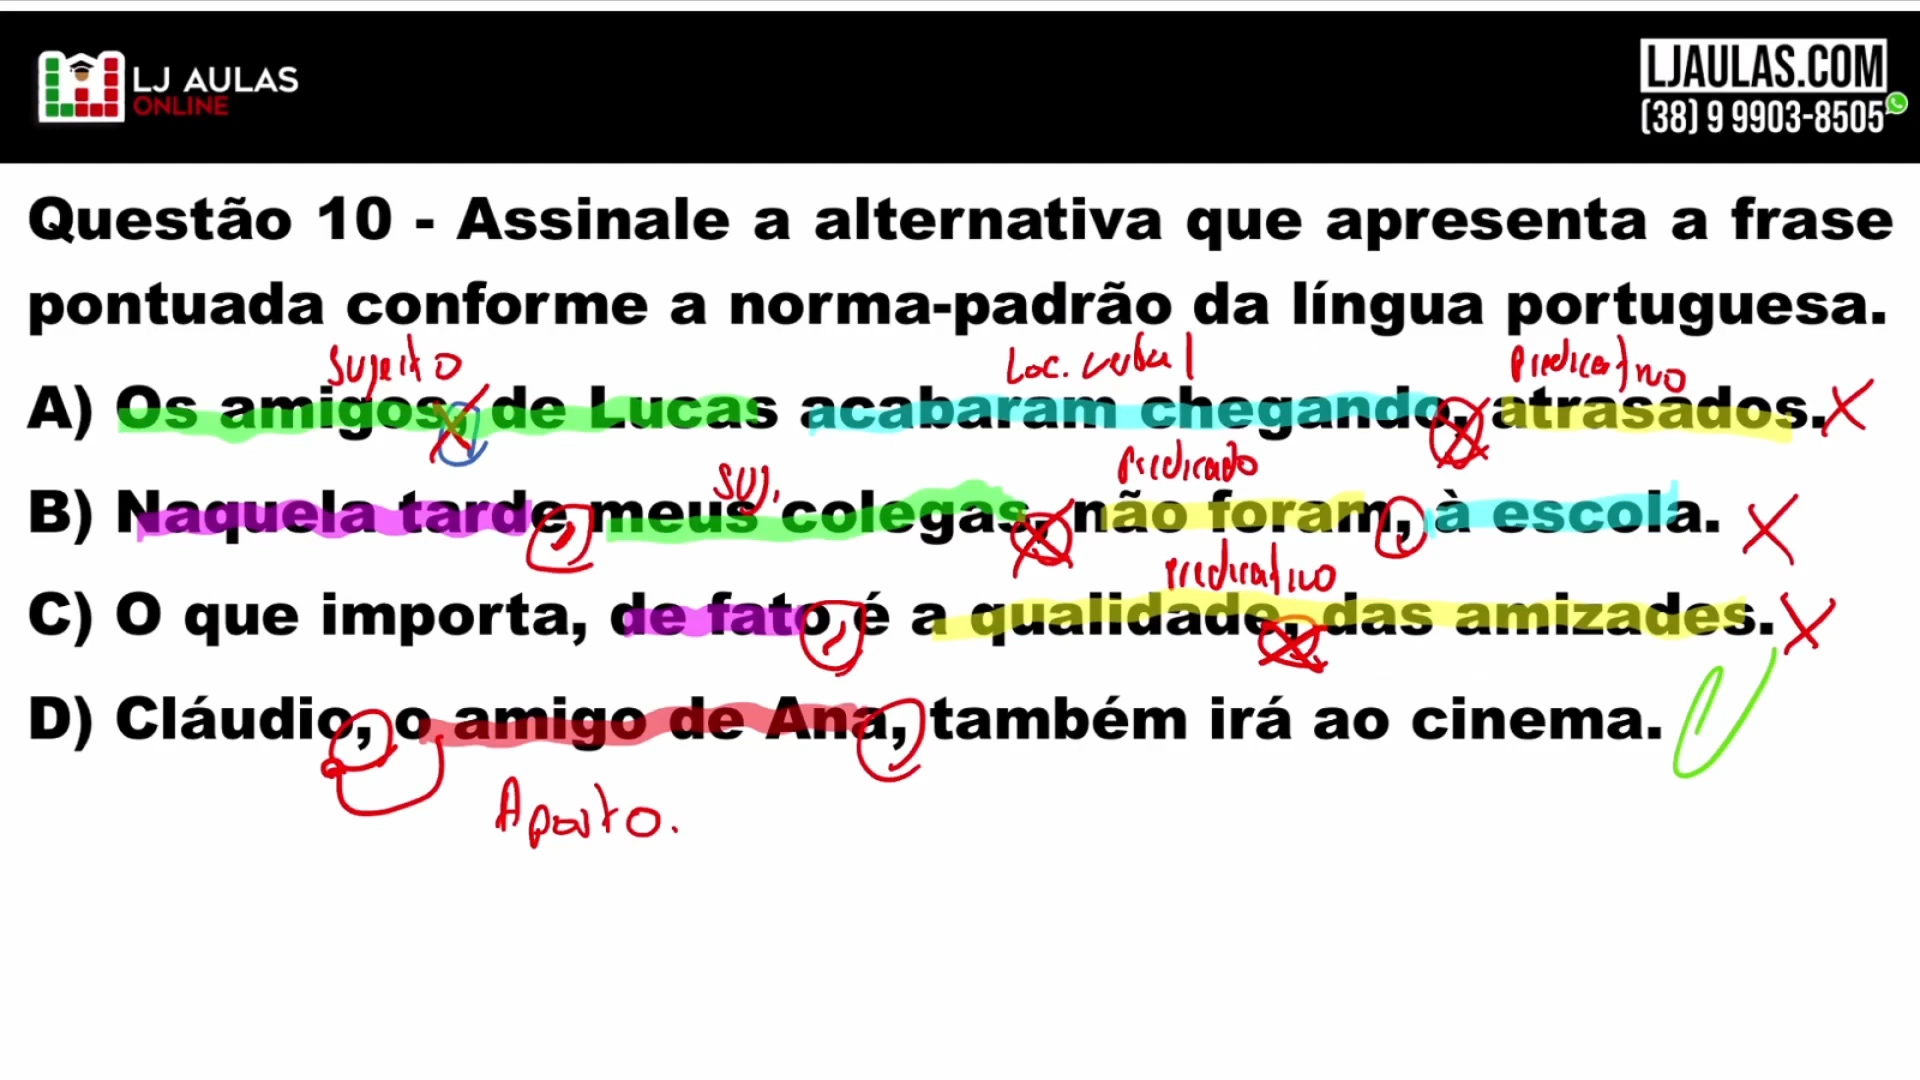 LJ AULAS
ONLINE
LJAULAS.COM
(38) 9 9903-8505
Questão 10 - Assinale a alternativa que apresenta a frase
pontuada conforme a norma-padrão da língua portuguesa.
Sujeito Loc. verbal Predicativo
A) Os amigos, de Lucas acabaram chegando, atrasados.
suj. Predicado
B) Naquela tarde, meus colegas, não foram, à escola.
predicativo
C) O que importa, de fato, é a qualidade, das amizades.
D) Cláudio, o amigo de Ana, também irá ao cinema.
Aposto.